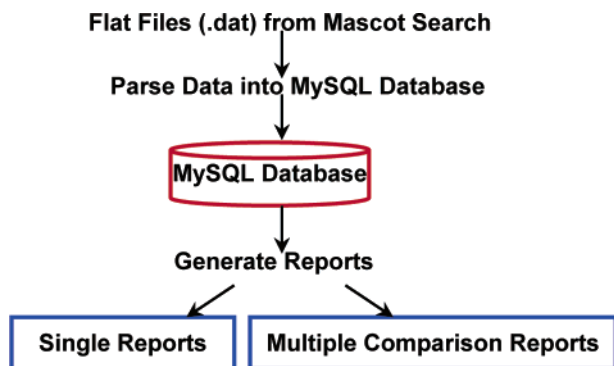 Flat Files (.dat) from Mascot Search
Parse Data into MySQL Database
MySQL Database
Generate Reports
Single Reports
Multiple Comparison Reports